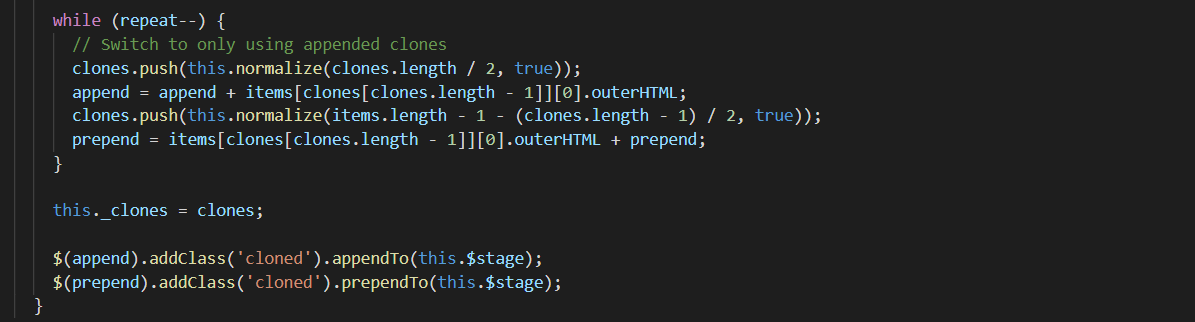 while (repeat--) {
// Switch to only using appended clones
clones.push(this.normalize(clones.length / 2, true));
append = append + items[clones[clones.length - 1]][0].outerHTML;
clones.push(this.normalize(items.length - 1 - (clones.length - 1) / 2, true));
prepend = items[clones[clones.length - 1]][0].outerHTML + prepend;
}
this._clones = clones;
$(append).addClass('cloned').appendTo(this.$stage);
$(prepend).addClass('cloned').prependTo(this.$stage);
}